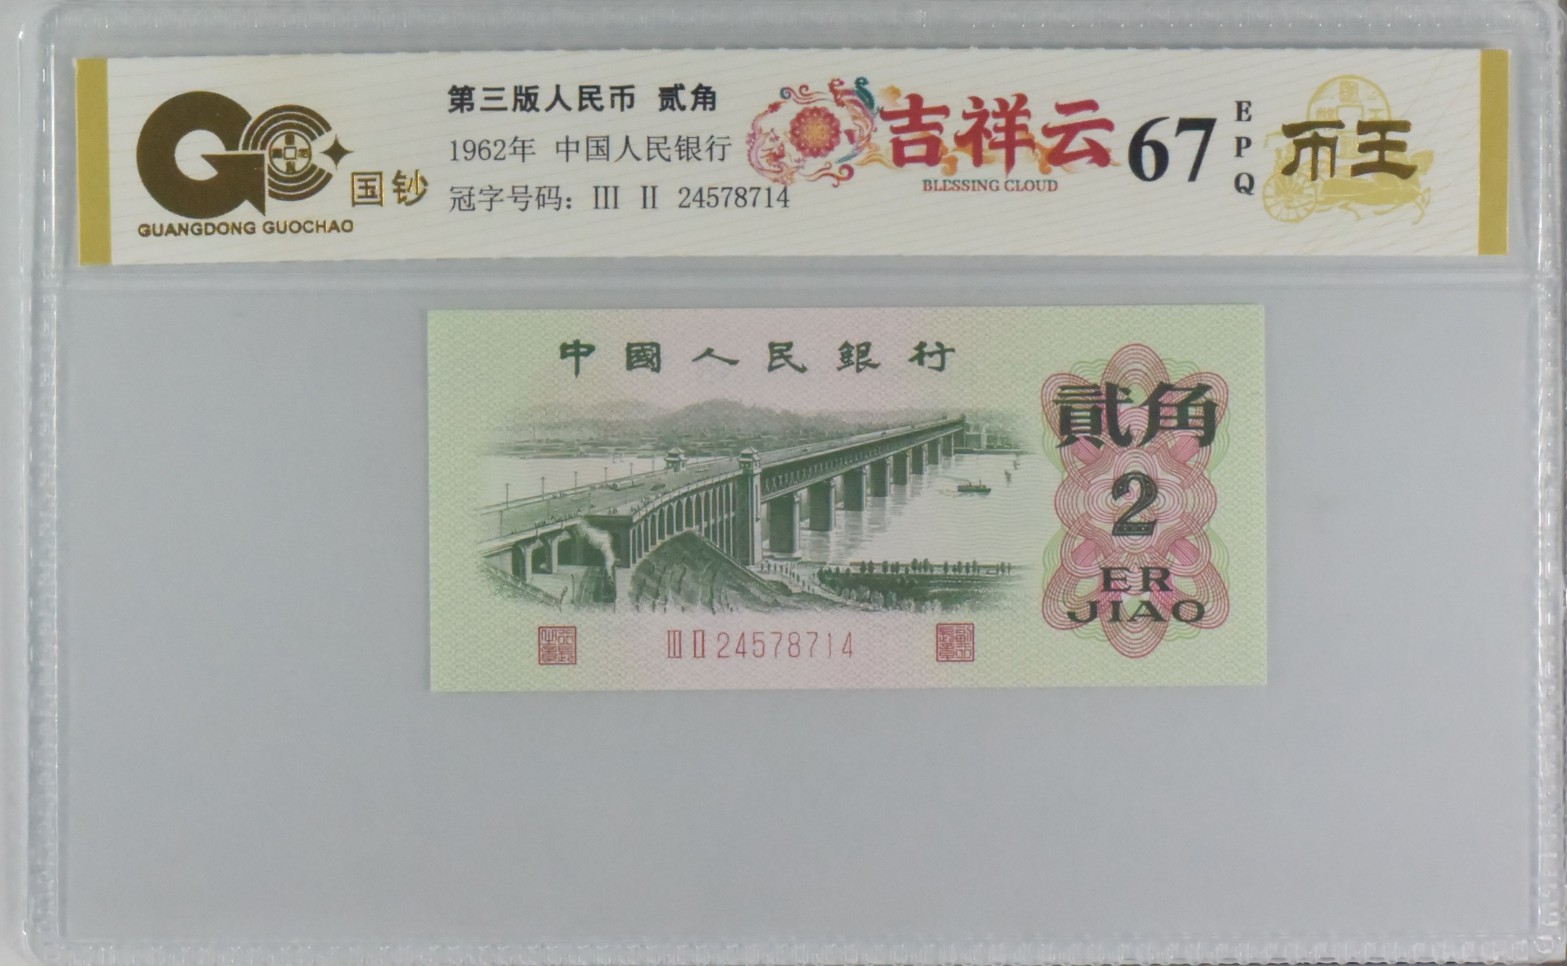 GC
国钞
GUANGDONG GUOCHAO
第三版人民币 贰角
1962年 中国人民银行
冠字号码：III II 24578714
吉祥云
BLESSING CLOUD
67
EPQ
币王
中國人民銀行
貳角
2
ER
JIAO
III II 24578714